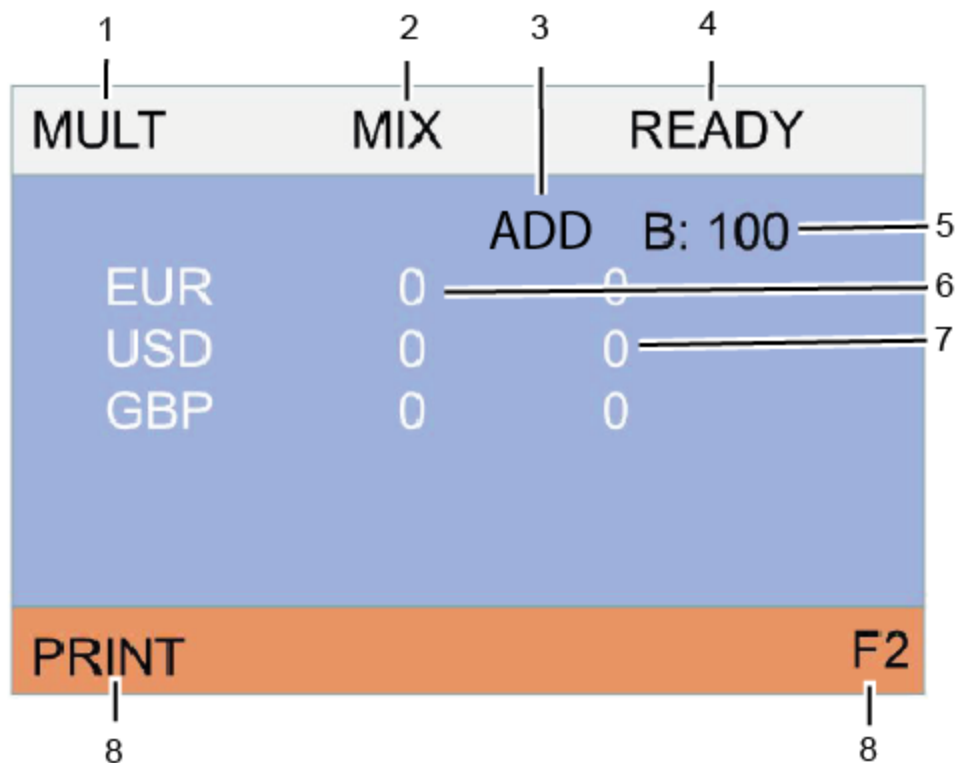 1 2 3 4
MULT MIX READY
ADD B: 100 5
EUR 0 0 6
USD 0 0 7
GBP 0 0
PRINT F2
8 8